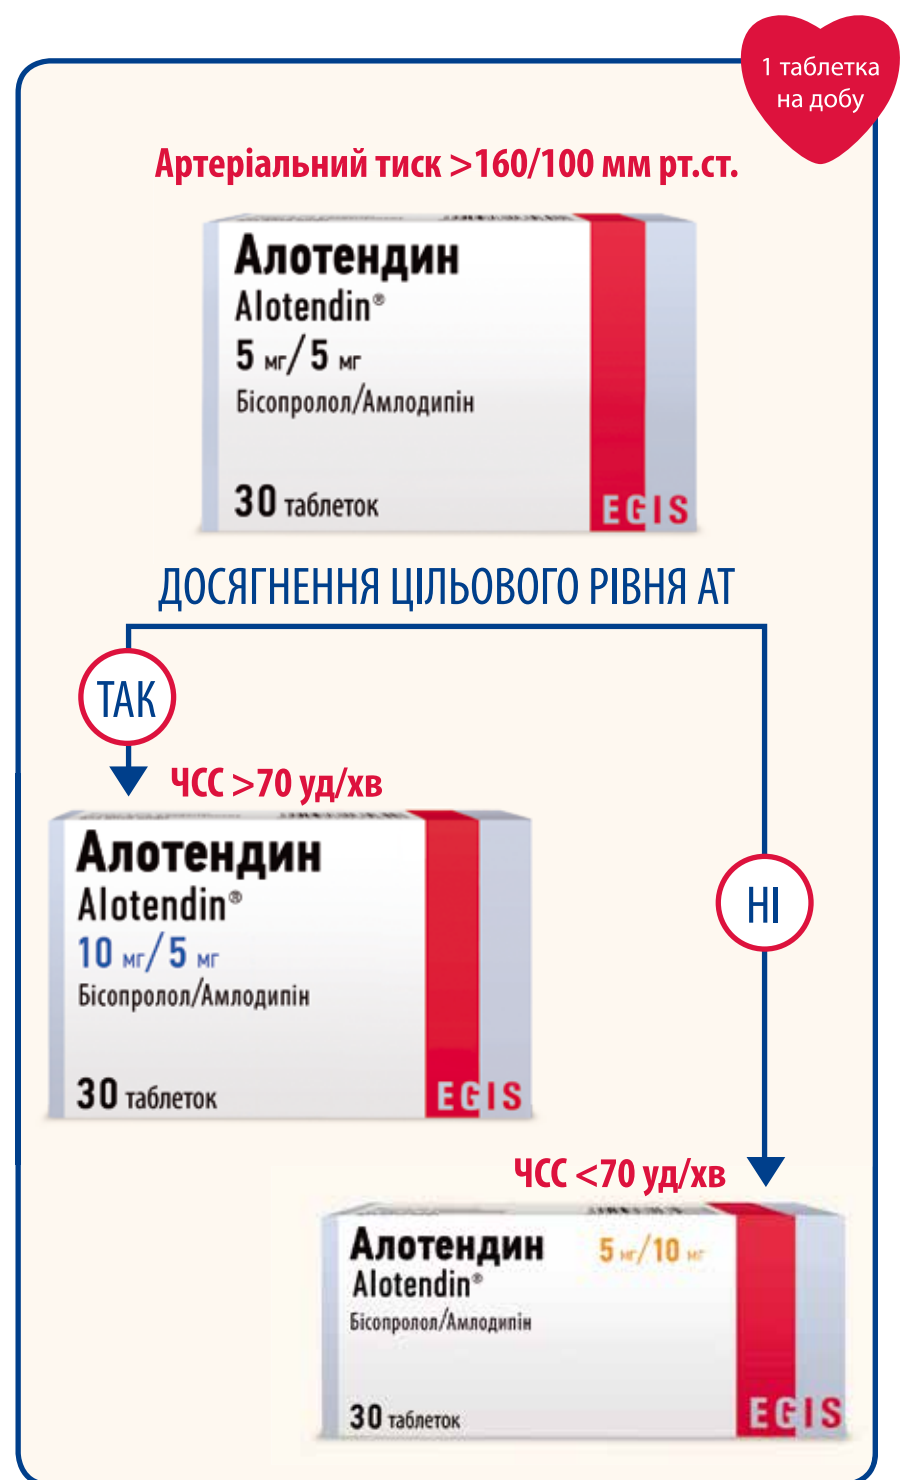 1 таблетка
на добу
Артеріальний тиск >160/100 мм рт.ст.
Алотендин
Alotendin®
5 мг/5 мг
Бісопролол/Амлодипін
30 таблеток
EGIS
ДОСЯГНЕННЯ ЦІЛЬОВОГО РІВНЯ АТ
ТАК
ЧСС >70 уд/хв
Алотендин
Alotendin®
10 мг/5 мг
Бісопролол/Амлодипін
30 таблеток
EGIS
НІ
ЧСС <70 уд/хв
Алотендин 5 мг/10 мг
Alotendin®
Бісопролол/Амлодипін
30 таблеток
EGIS